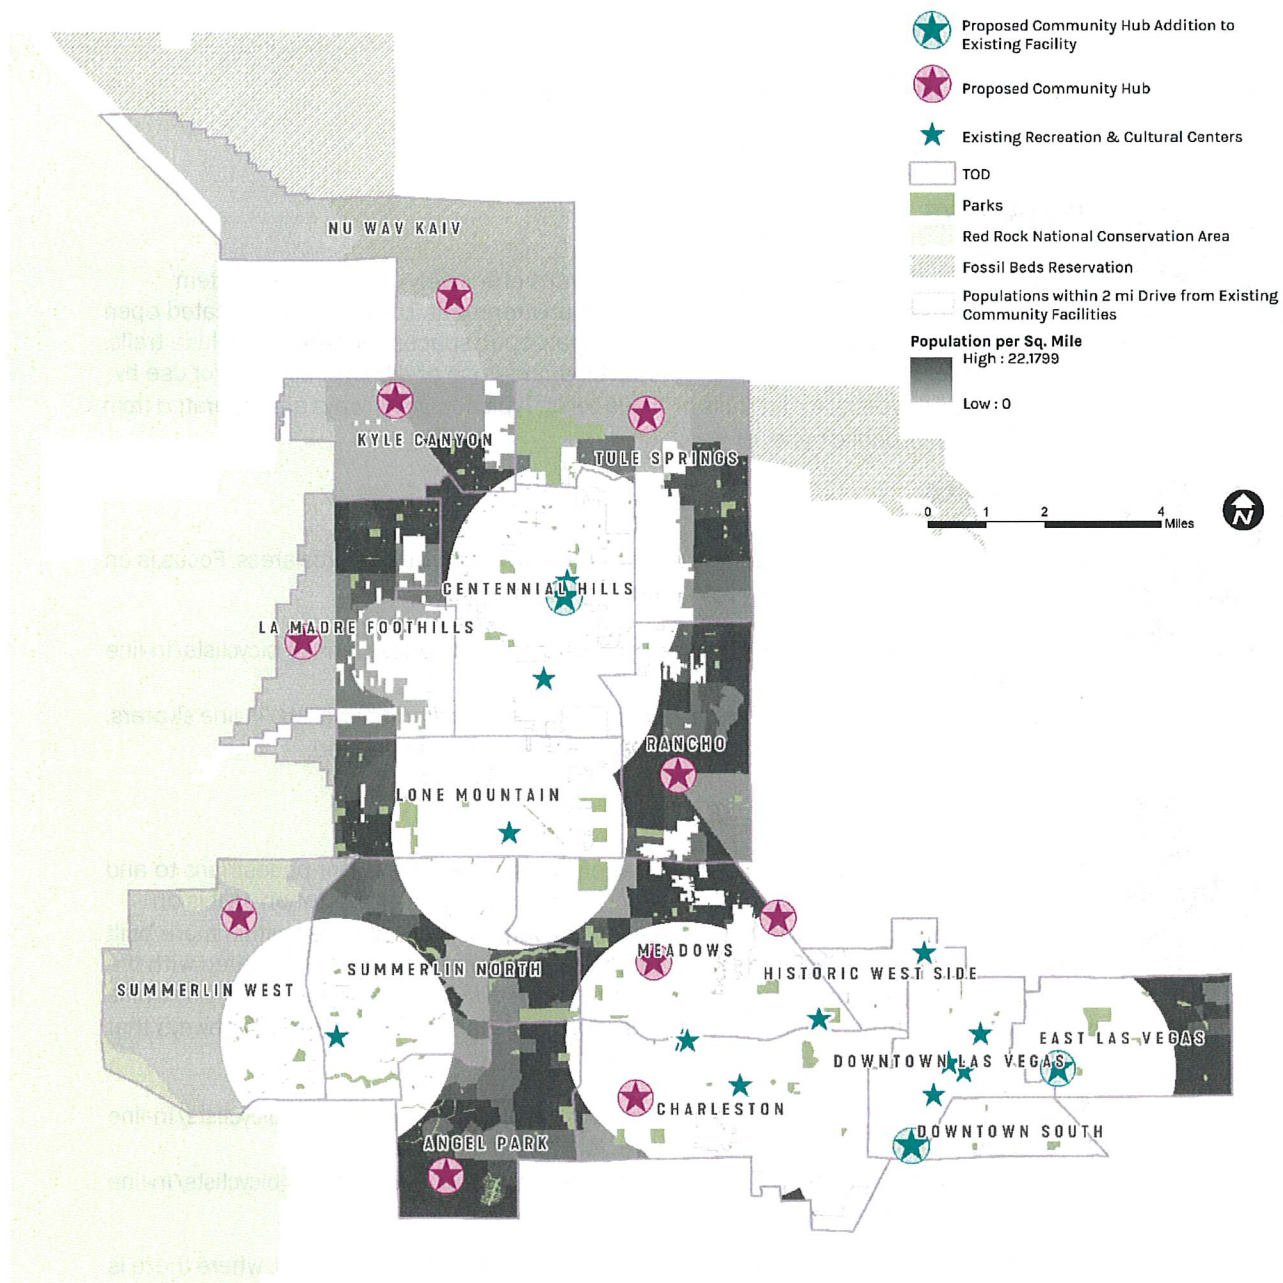 Proposed Community Hub Addition to
Existing Facility
Proposed Community Hub
Existing Recreation & Cultural Centers
TOD
Parks
Red Rock National Conservation Area
Fossil Beds Reservation
Populations within 2 mi Drive from Existing
Community Facilities
Population per Sq. Mile
High : 22.1799
Low : 0
0 1 2 4
Miles
N
NU WAV KAIV
KYLE CANYON
TULE SPRINGS
CENTENNIAL HILLS
LA MADRE FOOTHILLS
RANCHO
LONE MOUNTAIN
MEADOWS
SUMMERLIN NORTH
HISTORIC WEST SIDE
SUMMERLIN WEST
EAST LAS VEGAS
DOWNTOWN LAS VEGAS
CHARLESTON
DOWNTOWN SOUTH
ANGEL PARK